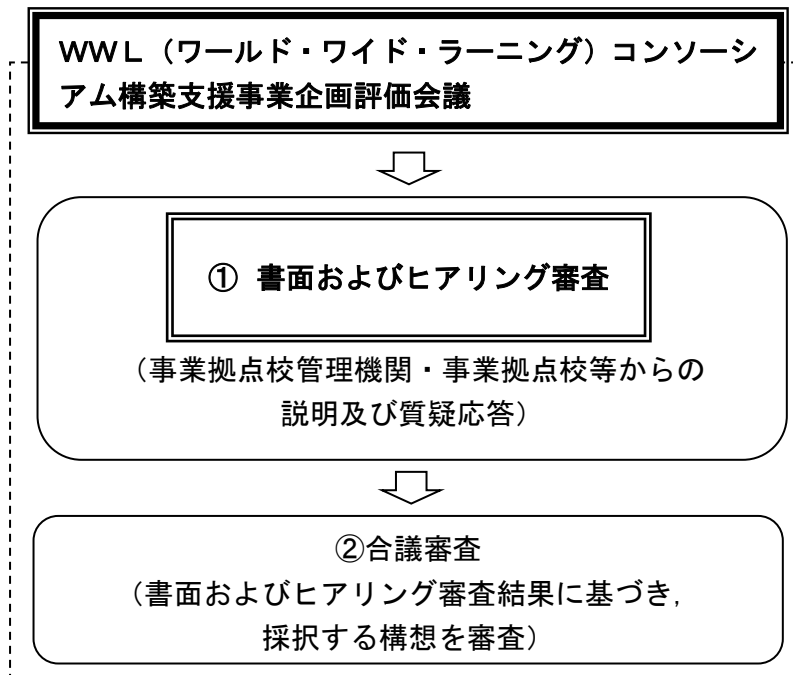 ＷＷＬ（ワールド・ワイド・ラーニング）コンソーシ
アム構築支援事業企画評価会議
① 書面およびヒアリング審査
（事業拠点校管理機関・事業拠点校等からの
説明及び質疑応答）
②合議審査
（書面およびヒアリング審査結果に基づき，
採択する構想を審査）